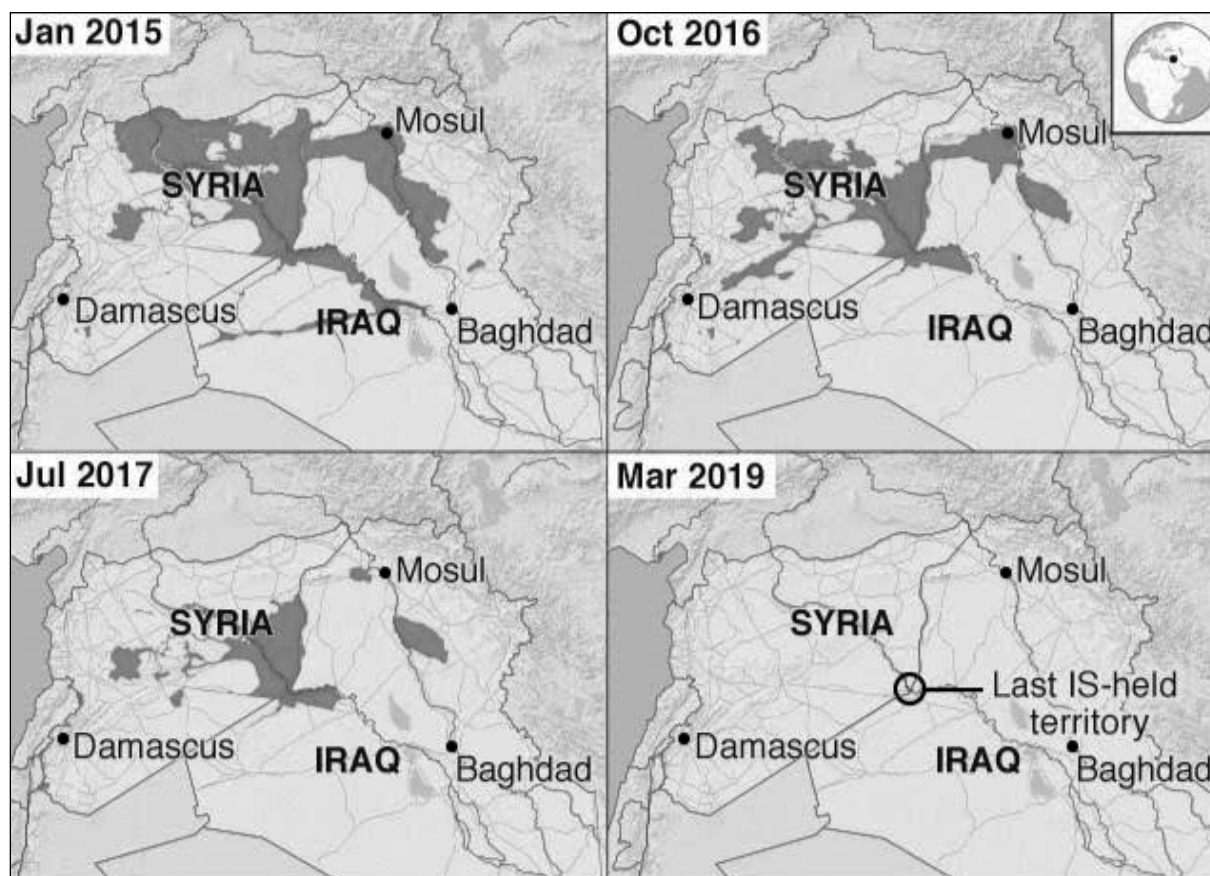 Jan 2015
Mosul
SYRIA
Damascus
IRAQ
Baghdad
Oct 2016
Mosul
SYRIA
Damascus
IRAQ
Baghdad
Jul 2017
Mosul
SYRIA
Damascus
IRAQ
Baghdad
Mar 2019
Mosul
SYRIA
Last IS-held
territory
Damascus
IRAQ
Baghdad